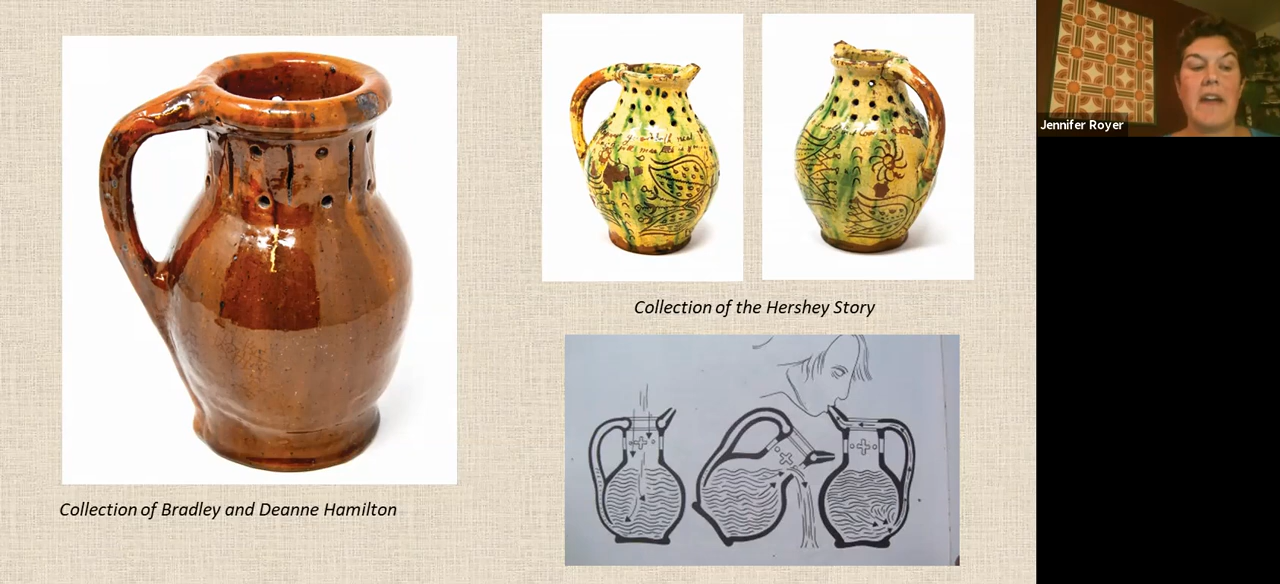 Collection of the Hershey Story
Collection of Bradley and Deanne Hamilton
Jennifer Royer